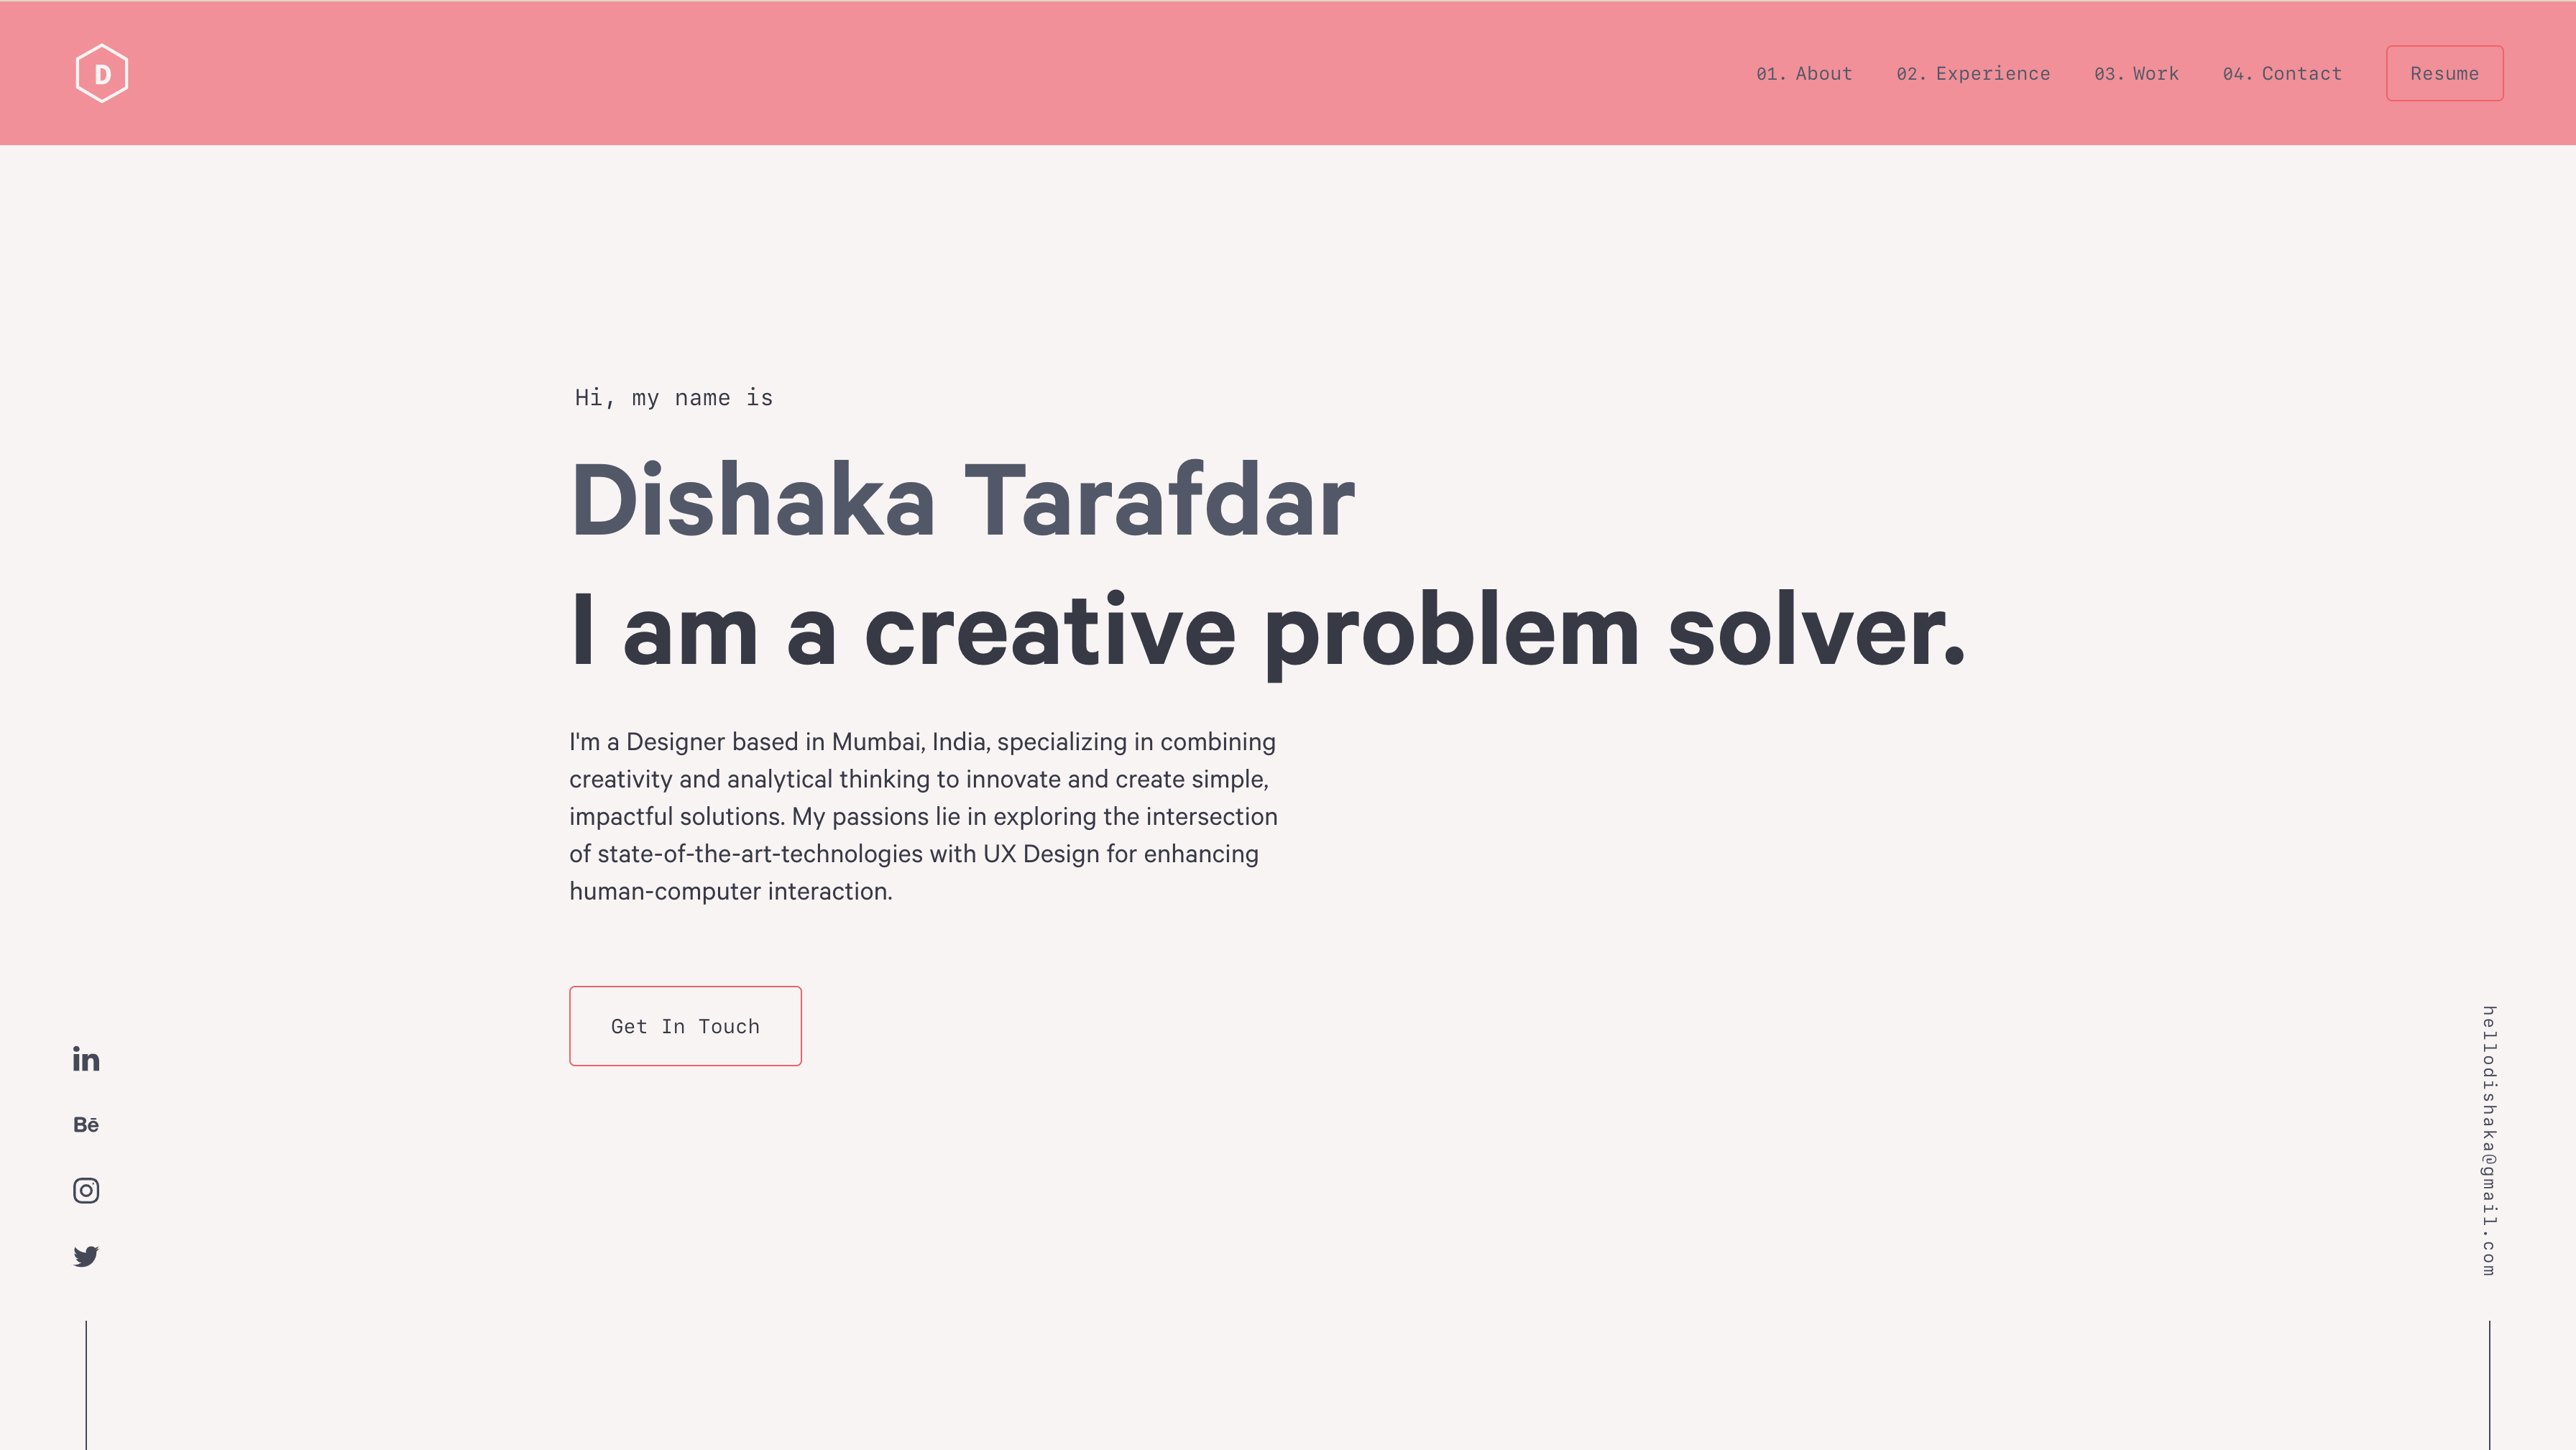 D
01. About 02. Experience 03. Work 04. Contact Resume
Hi, my name is
Dishaka Tarafdar
I am a creative problem solver.
I'm a Designer based in Mumbai, India, specializing in combining
creativity and analytical thinking to innovate and create simple,
impactful solutions. My passions lie in exploring the intersection
of state-of-the-art-technologies with UX Design for enhancing
human-computer interaction.
Get In Touch
in
Bē
hellodishaka@gmail.com